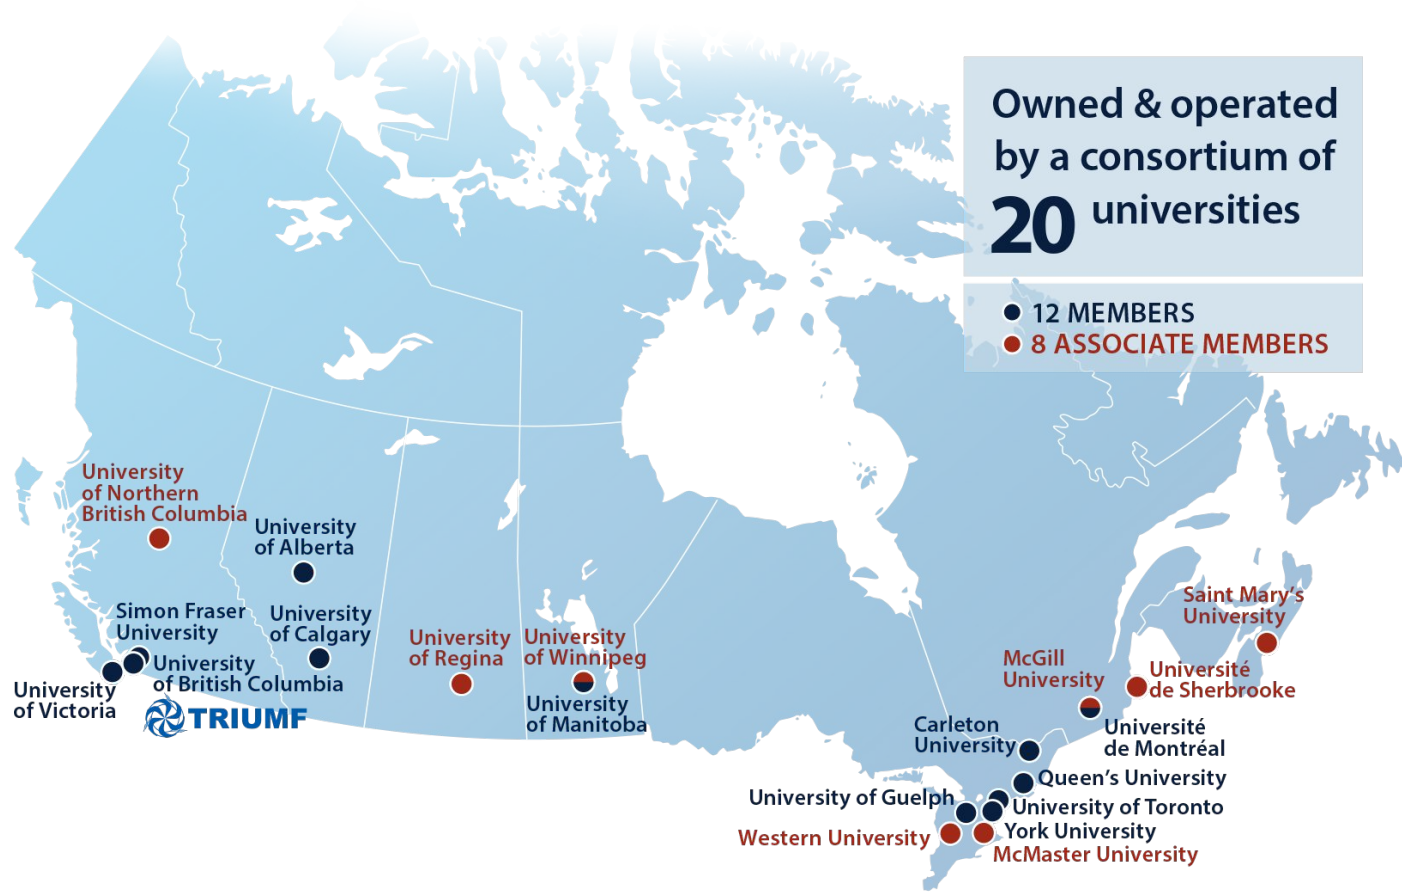 Owned & operated
by a consortium of
20 universities
12 MEMBERS
8 ASSOCIATE MEMBERS
University
of Northern
British Columbia
University
of Alberta
Simon Fraser
University
University
of Calgary
University
of British Columbia
University
of Victoria
TRIUMF
University
of Regina
University
of Winnipeg
University
of Manitoba
Saint Mary's
University
McGill
University
Université
de Sherbrooke
Carleton
University
Université
de Montréal
Queen's University
University of Guelph
University of Toronto
York University
Western University
McMaster University